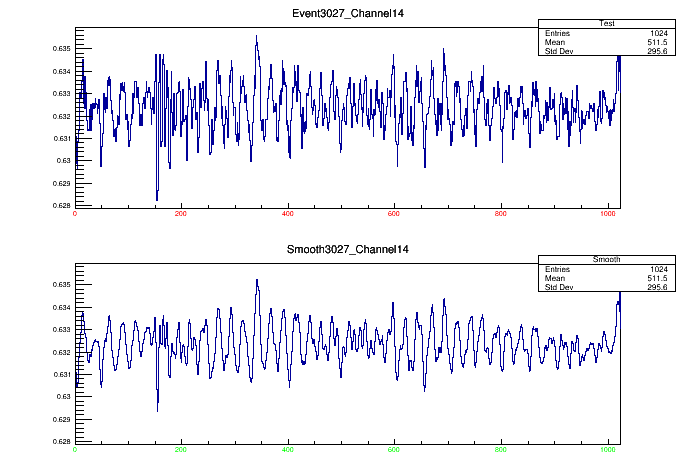 Event3027_Channel14
Test
Entries 1024
Mean 511.5
Std Dev 295.6
0.635
0.634
0.633
0.632
0.631
0.63
0.629
0.628
0 200 400 600 800 1000
Smooth3027_Channel14
Smooth
Entries 1024
Mean 511.5
Std Dev 295.6
0.635
0.634
0.633
0.632
0.631
0.63
0.629
0.628
0 200 400 600 800 1000